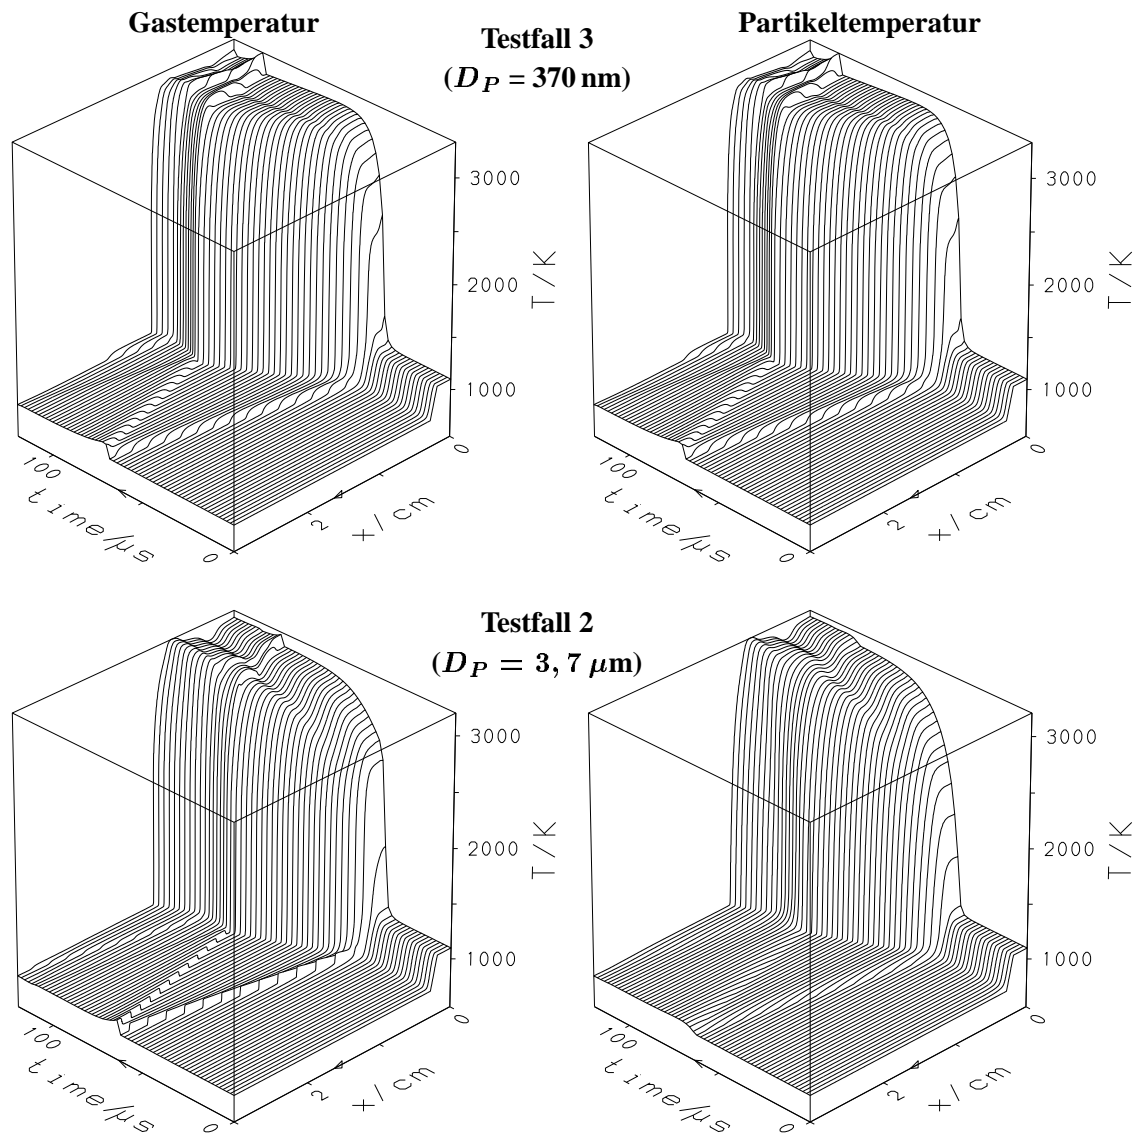 Gastemperatur
Testfall 3
Partikeltemperatur
(D_P = 370 nm)
3000
2000
1000
T/K
0
2
x/cm
100
time/μs
0
3000
2000
1000
T/K
0
2
x/cm
100
time/μs
0
Testfall 2
(D_P = 3, 7 μm)
3000
2000
1000
T/K
0
2
x/cm
100
time/μs
0
3000
2000
1000
T/K
0
2
x/cm
100
time/μs
0